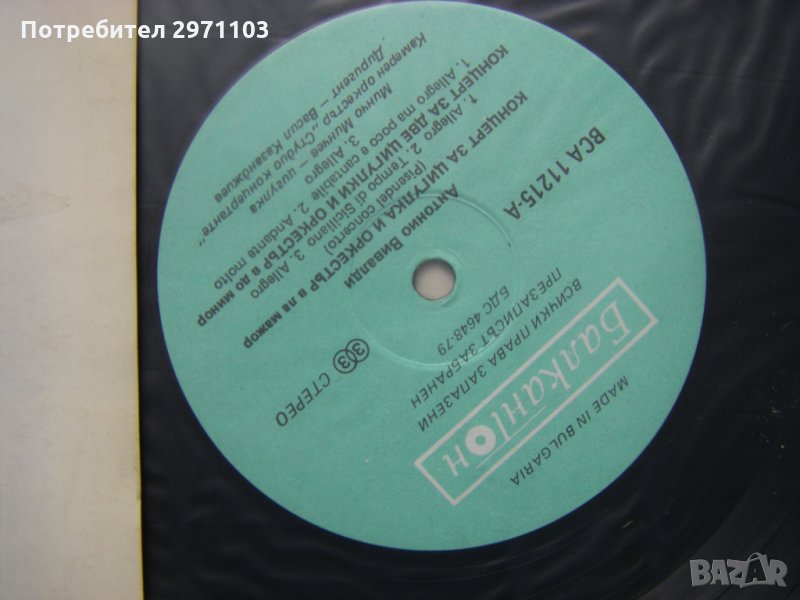 Потребител 2971103
MADE IN BULGARIA
Балкантон
ВСИЧКИ ПРАВА ЗАПАЗЕНИ
ПРЕЗАПИСЪТ ЗАБРАНЕН
БДС 4648-79
33 СТЕРЕО
ВСА 11215-А
Антонио Вивалди
КОНЦЕРТ ЗА ЦИГУЛКА И ОРКЕСТЪР в ла мажор
(Pisendel concerto)
1. Allegro 2. Tempo di Siciliano 3. Allegro
КОНЦЕРТ ЗА ДВЕ ЦИГУЛКИ И ОРКЕСТЪР в до минор
1. Allegro ma poco e cantabile 2. Andante molto
3. Allegro
Минчо Минчев – цигулка
Камерен оркестър „Студио концертанте"
Диригент – Васил Казанджиев
BAZAR